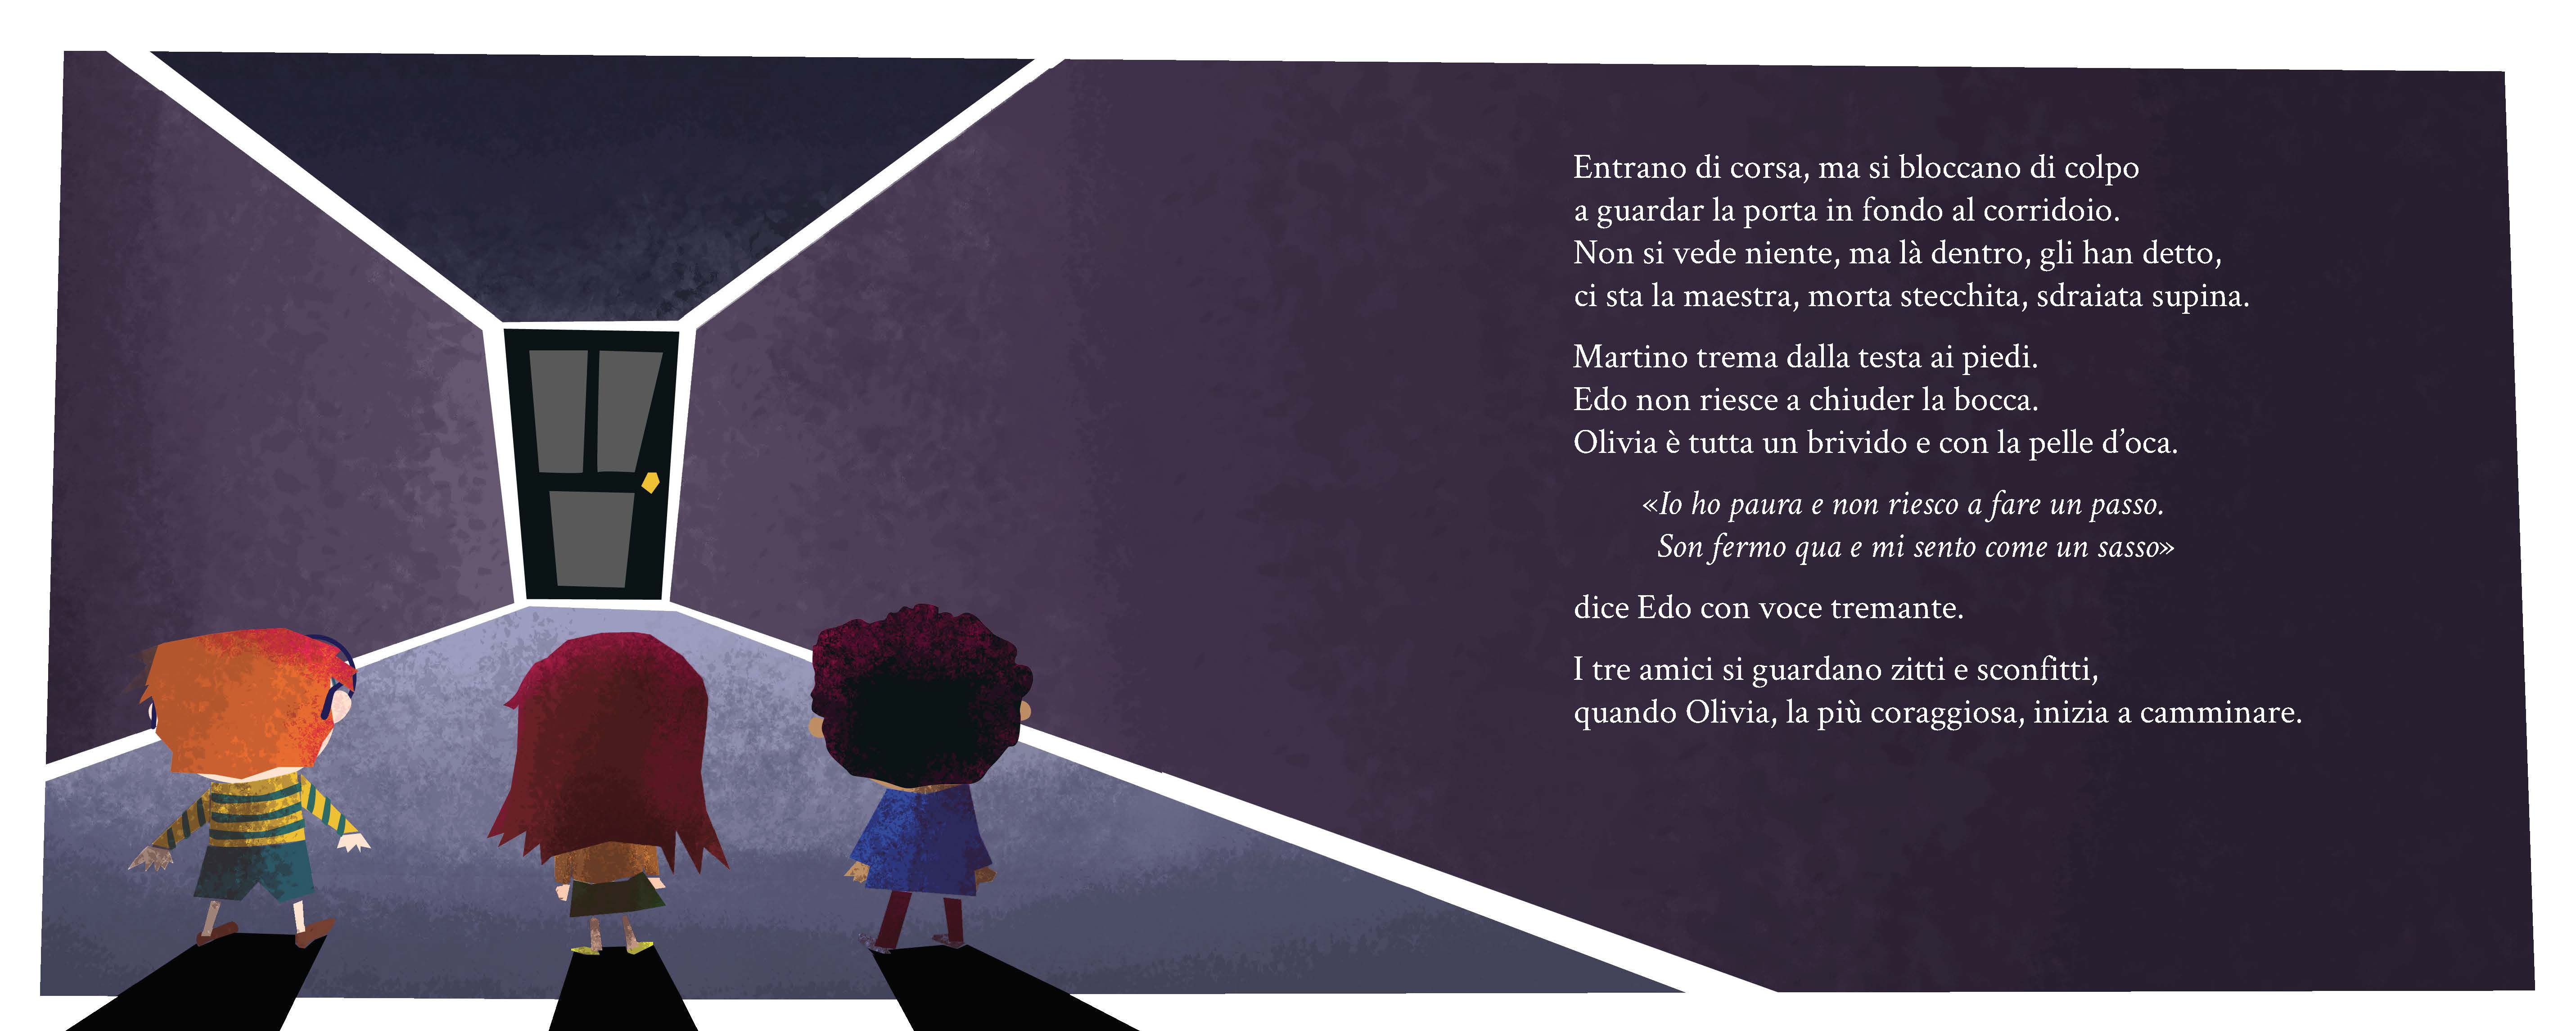 Entrano di corsa, ma si bloccano di colpo
a guardar la porta in fondo al corridoio.
Non si vede niente, ma là dentro, gli han detto,
ci sta la maestra, morta stecchita, sdraiata supina.
Martino trema dalla testa ai piedi.
Edo non riesce a chiuder la bocca.
Olivia è tutta un brivido e con la pelle d’oca.
«Io ho paura e non riesco a fare un passo.
Son fermo qua e mi sento come un sasso»
dice Edo con voce tremante.
I tre amici si guardano zitti e sconfitti,
quando Olivia, la più coraggiosa, inizia a camminare.